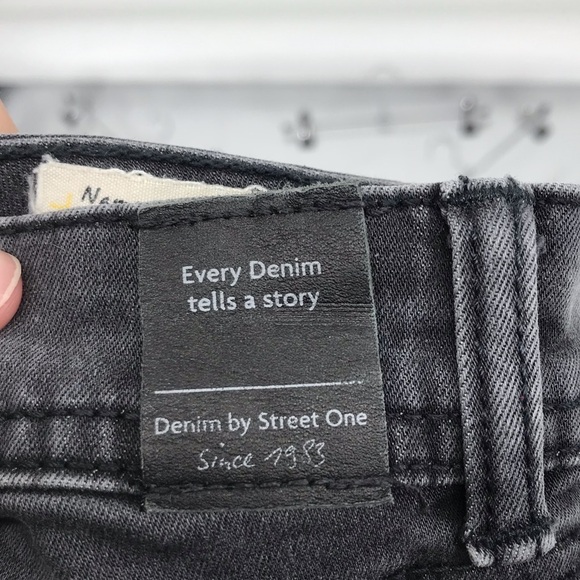 Every Denim
tells a story
Denim by Street One
Since 1983